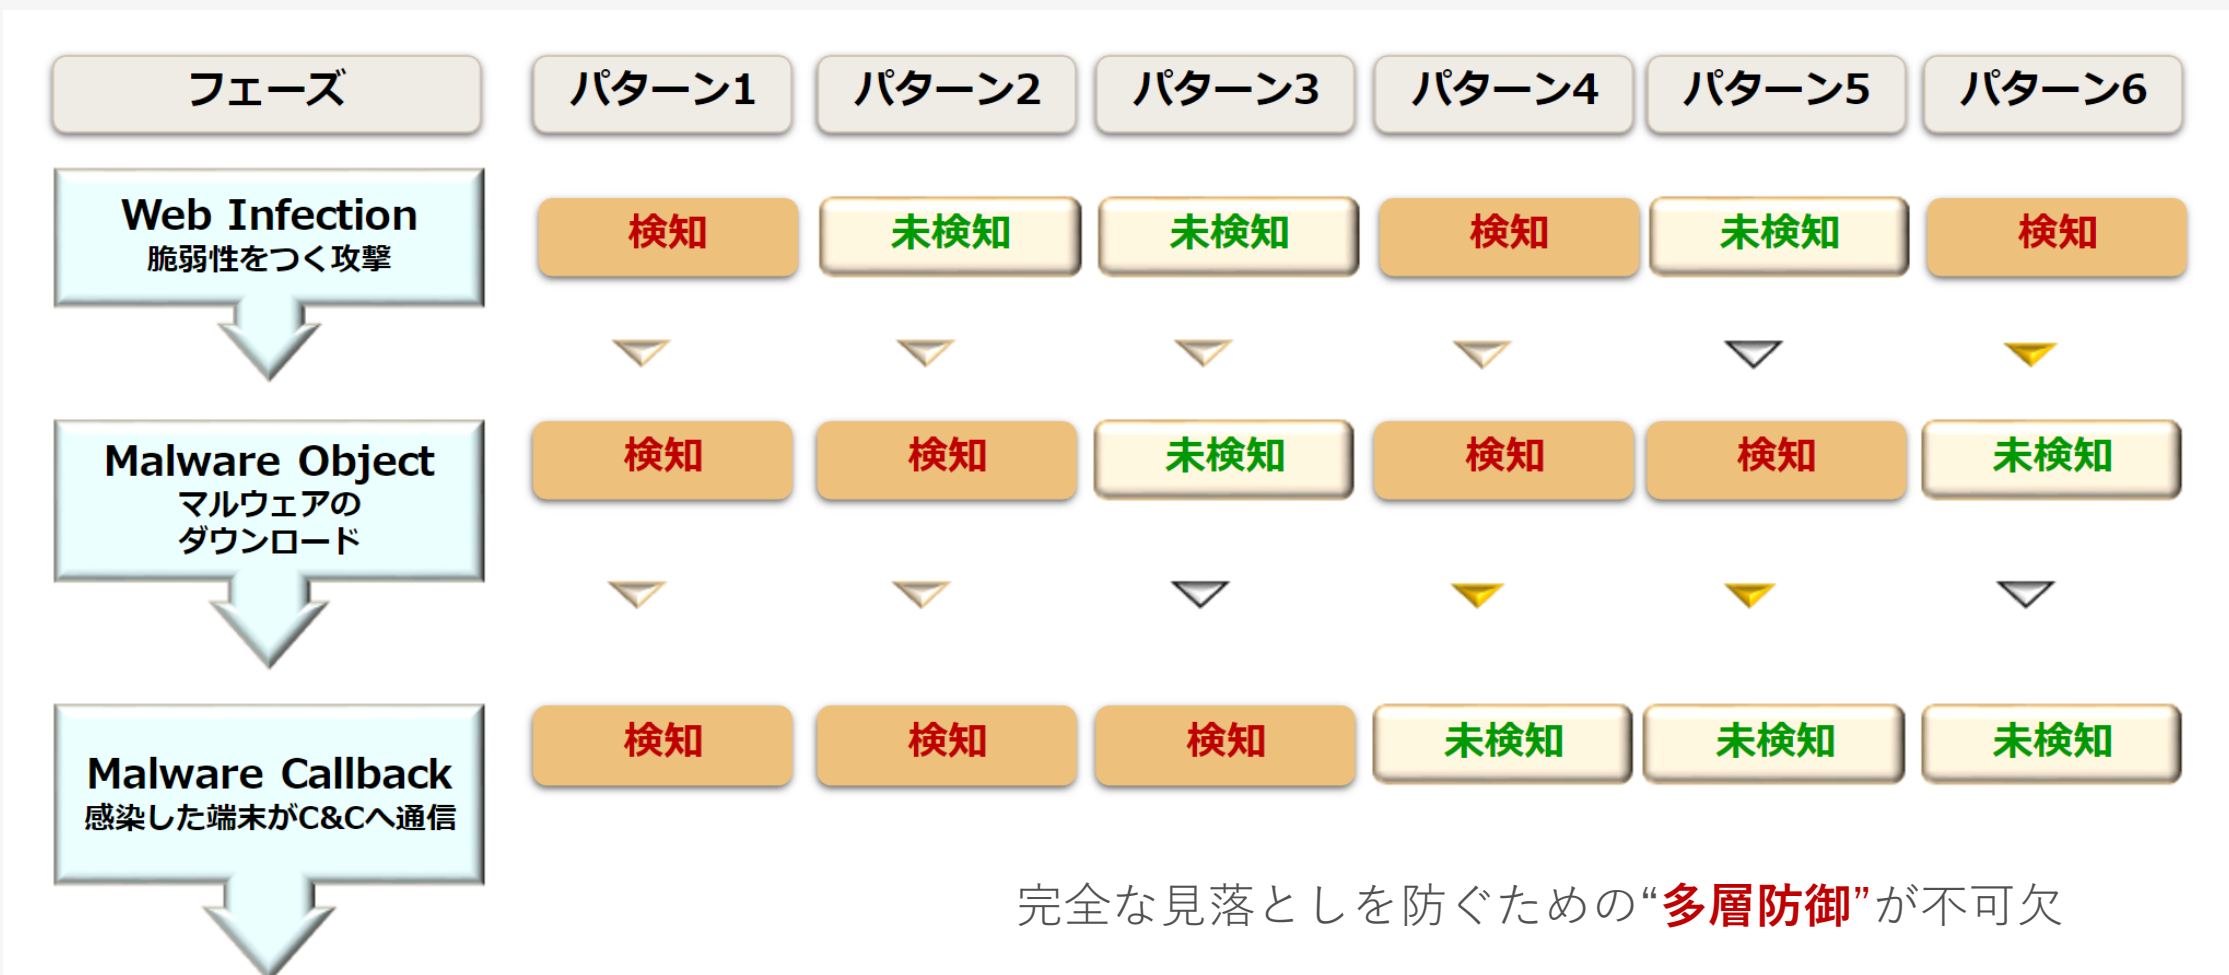 フェーズ
パターン1
パターン2
パターン3
パターン4
パターン5
パターン6
Web Infection
脆弱性をつく攻撃
検知
未検知
未検知
検知
未検知
検知
Malware Object
マルウェアの
ダウンロード
検知
検知
未検知
検知
検知
未検知
Malware Callback
感染した端末がC&Cへ通信
検知
検知
検知
未検知
未検知
未検知
完全な見落としを防ぐための“多層防御”が不可欠